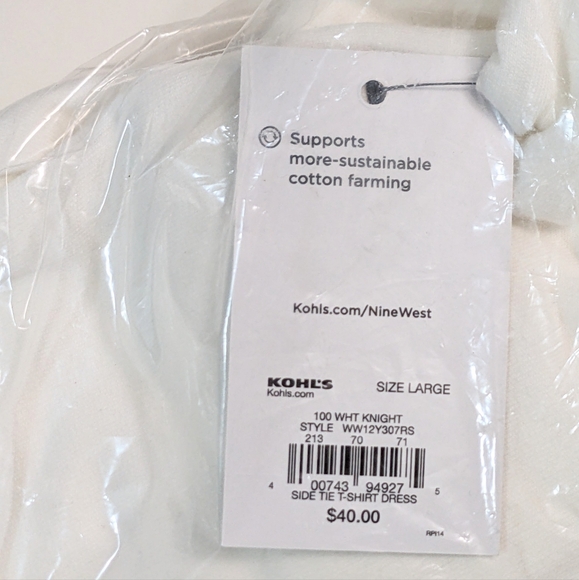 Supports
more-sustainable
cotton farming
Kohls.com/NineWest
KOHL'S SIZE LARGE
Kohls.com
100 WHT KNIGHT
STYLE WW12Y307RS
213 70 71
4 00743 94927 5
SIDE TIE T-SHIRT DRESS
$40.00
RPI14